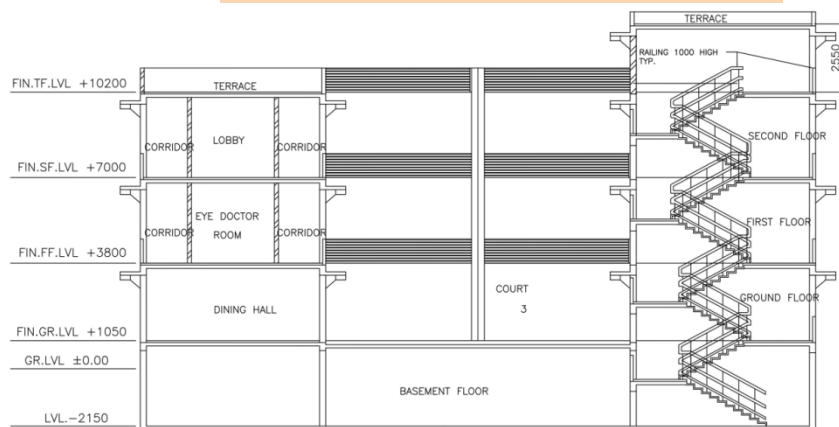 TERRACE
RAILING 1000 HIGH
TYP.
2550
FIN.TF.LVL +10200
TERRACE
LOBBY
CORRIDOR
CORRIDOR
SECOND FLOOR
FIN.SF.LVL +7000
EYE DOCTOR
ROOM
CORRIDOR
CORRIDOR
FIRST FLOOR
FIN.FF.LVL +3800
COURT
3
GROUND FLOOR
DINING HALL
FIN.GR.LVL +1050
GR.LVL ±0.00
BASEMENT FLOOR
LVL.-2150